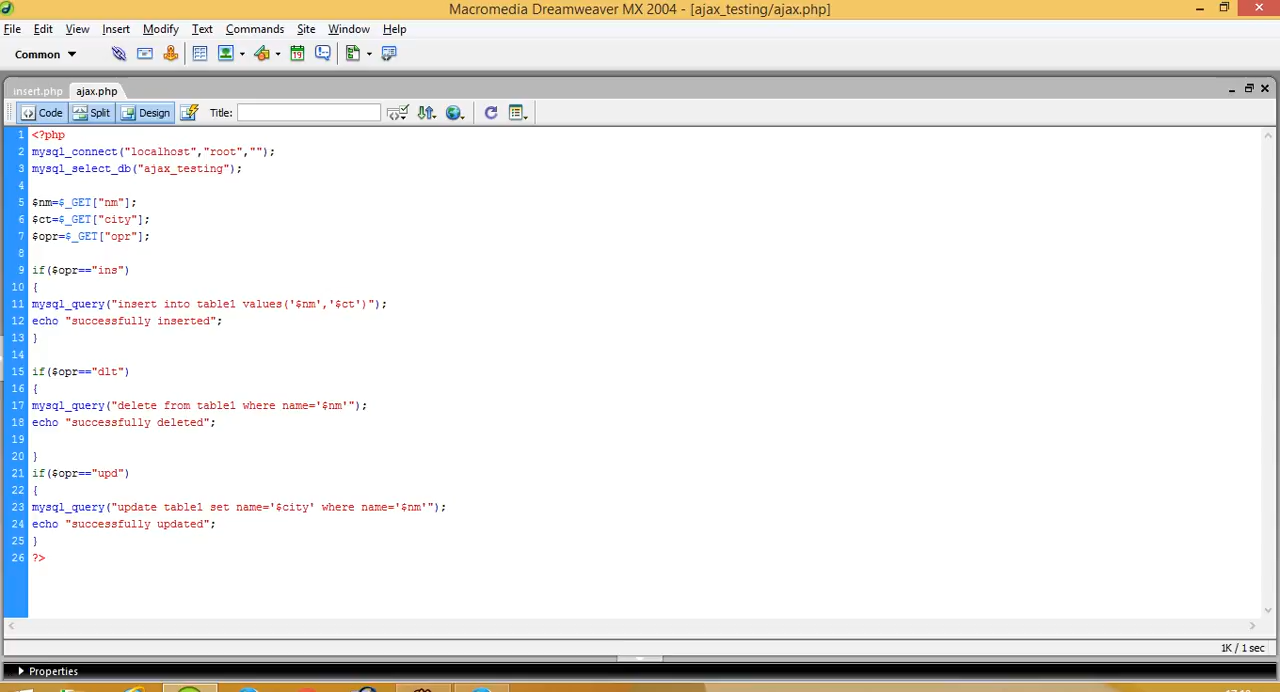 Macromedia Dreamweaver MX 2004 - [ajax_testing/ajax.php]
File Edit View Insert Modify Text Commands Site Window Help
Common
19
insert.php ajax.php
Code Split Design Title:
1 <?php
2 mysql_connect("localhost","root","");
3 mysql_select_db("ajax_testing");
4
5 $nm=$_GET["nm"];
6 $ct=$_GET["city"];
7 $opr=$_GET["opr"];
8
9 if($opr=="ins")
10 {
11 mysql_query("insert into table1 values('$nm','$ct')");
12 echo "successfully inserted";
13 }
14
15 if($opr=="dlt")
16 {
17 mysql_query("delete from table1 where name='$nm'");
18 echo "successfully deleted";
19
20 }
21 if($opr=="upd")
22 {
23 mysql_query("update table1 set name='$city' where name='$nm'");
24 echo "successfully updated";
25 }
26 ?>
1K / 1 sec
Properties